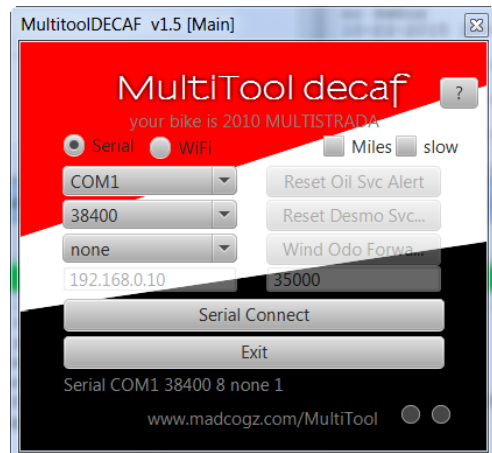 MultitoolDECAF v1.5 [Main]
MultiTool decaf
?
your bike is 2010 MULTISTRADA
Serial WiFi Miles slow
COM1 Reset Oil Svc Alert
38400 Reset Desmo Svc...
none Wind Odo Forwa...
192.168.0.10 35000
Serial Connect
Exit
Serial COM1 38400 8 none 1
www.madcogz.com/MultiTool